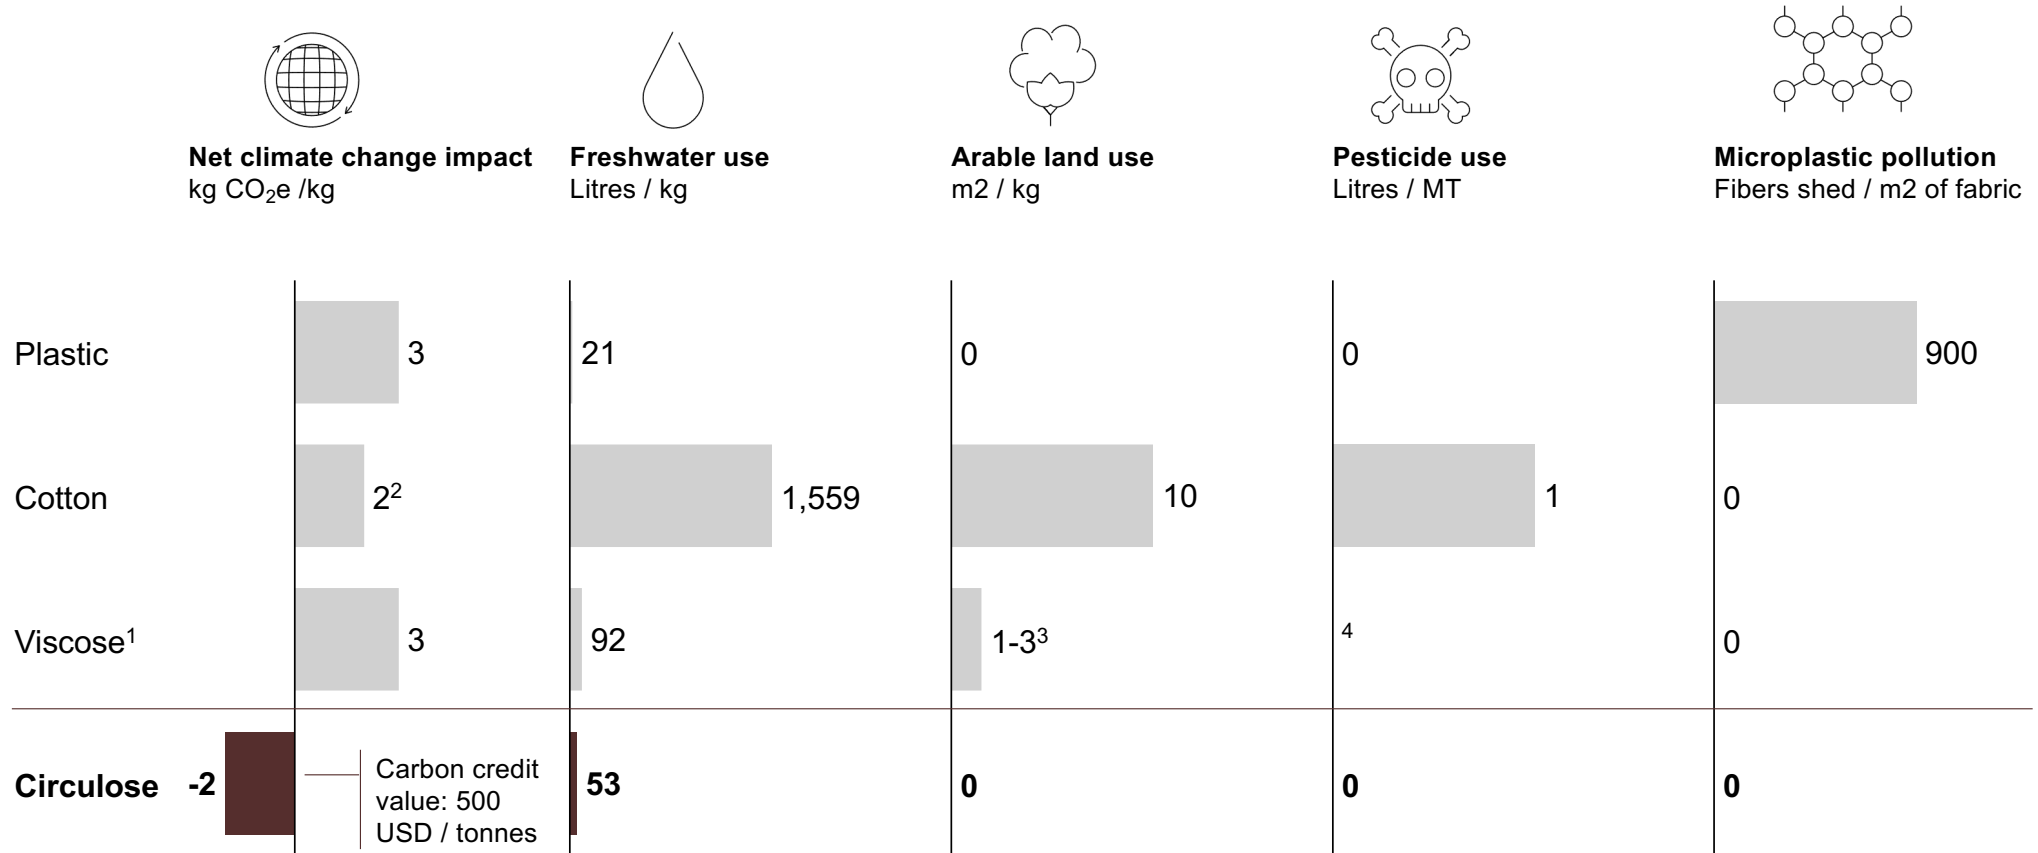 Net climate change impact
kg CO₂e /kg
Freshwater use
Litres / kg
Arable land use
m2 / kg
Pesticide use
Litres / MT
Microplastic pollution
Fibers shed / m2 of fabric
Plastic 3 21 0 0 900
Cotton 2² 1,559 10 1 0
Viscose¹ 3 92 1-3³ ⁴ 0
Circulose -2 53 0 0 0
Carbon credit
value: 500
USD / tonnes